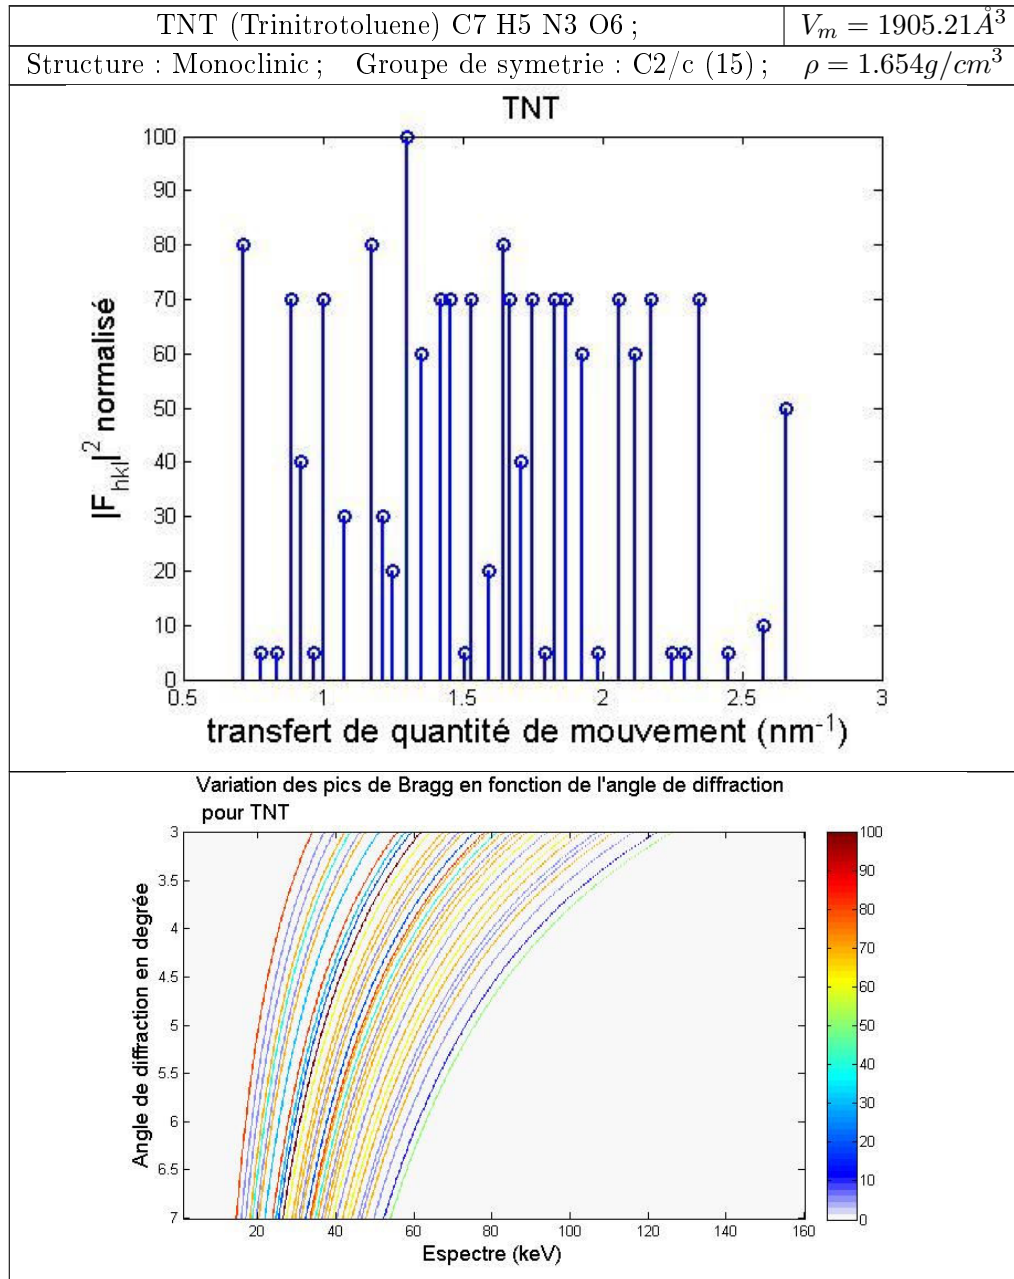 TNT (Trinitrotoluene) C7 H5 N3 O6 ; V_m = 1905.21Å^3
Structure : Monoclinic ; Groupe de symetrie : C2/c (15) ; ρ = 1.654g/cm^3
TNT
100
90
80
70
60
50
40
30
20
10
0
|F_hkl|^2 normalisé
0.5 1 1.5 2 2.5 3
transfert de quantité de mouvement (nm^-1)
Variation des pics de Bragg en fonction de l'angle de diffraction
pour TNT
3
3.5
4
4.5
5
5.5
6
6.5
7
Angle de diffraction en degrée
20 40 60 80 100 120 140 160
Espectre (keV)
100
90
80
70
60
50
40
30
20
10
0